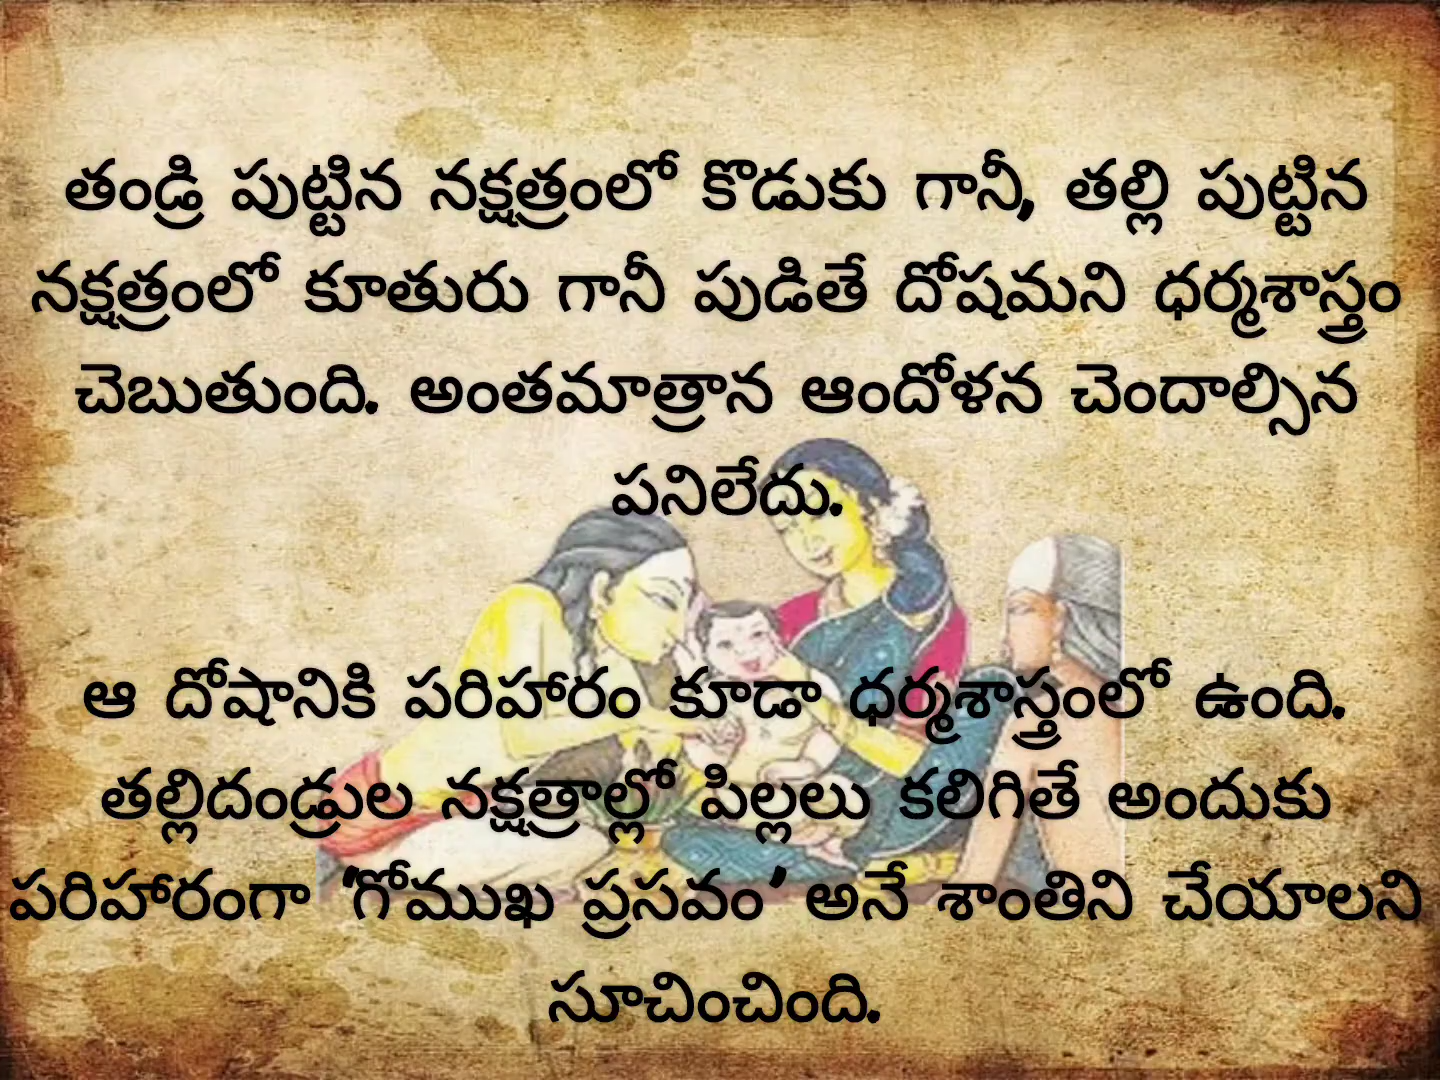 తండ్రి పుట్టిన నక్షత్రంలో కొడుకు గానీ, తల్లి పుట్టిన
నక్షత్రంలో కూతురు గానీ పుడితే దోషమని ధర్మశాస్త్రం
చెబుతుంది. అంతమాత్రాన ఆందోళన చెందాల్సిన
పనిలేదు.
ఆ దోషానికి పరిహారం కూడా ధర్మశాస్త్రంలో ఉంది.
తల్లిదండ్రుల నక్షత్రాల్లో పిల్లలు కలిగితే అందుకు
పరిహారంగా 'గోముఖ ప్రసవం' అనే శాంతిని చేయాలని
సూచించింది.